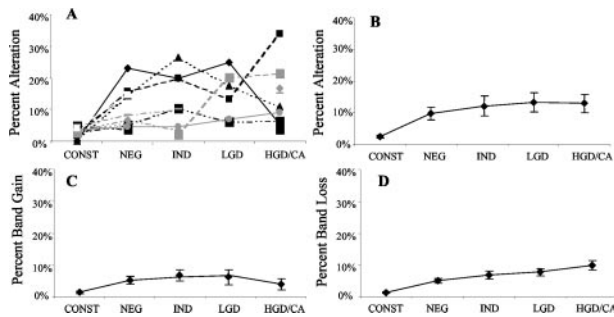 A
B
Percent Alteration
40%
30%
20%
10%
0%
CONST NEG IND LGD HGD/CA
Percent Alteration
40%
30%
20%
10%
0%
CONST NEG IND LGD HGD/CA
C
D
Percent Band Gain
40%
30%
20%
10%
0%
CONST NEG IND LGD HGD/CA
Percent Band Loss
40%
30%
20%
10%
0%
CONST NEG IND LGD HGD/CA